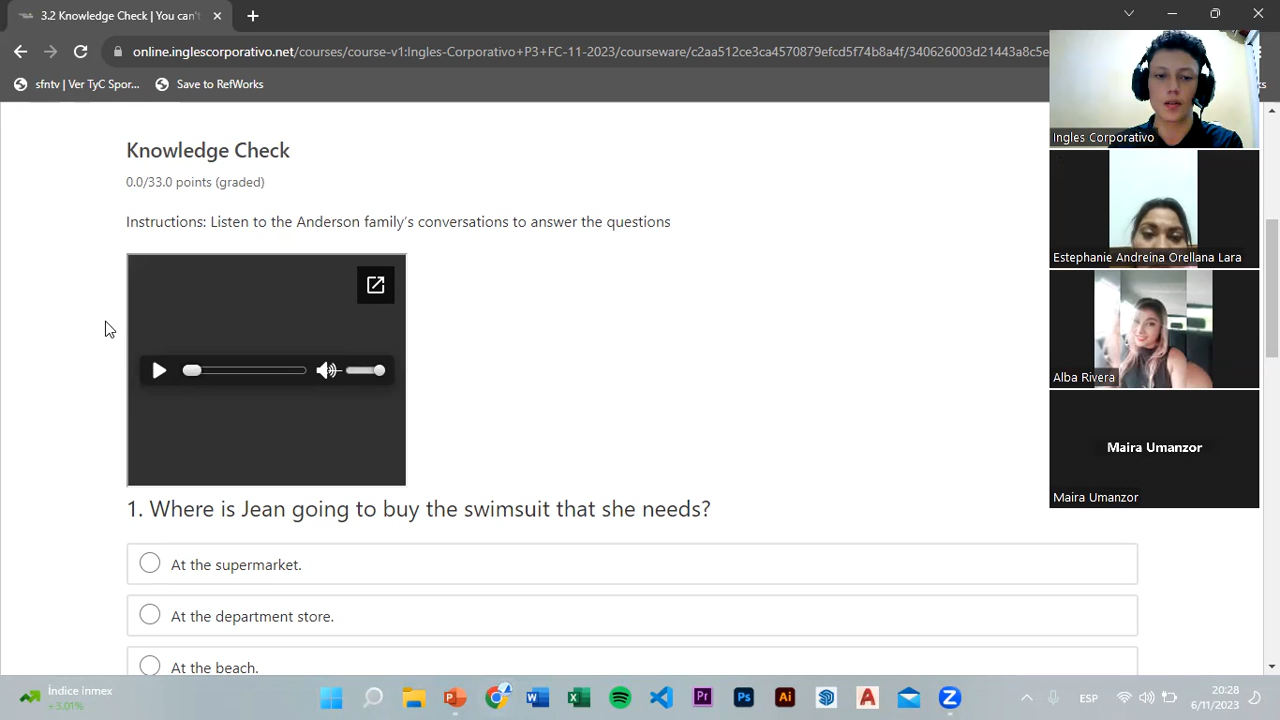 3.2 Knowledge Check | You can't
online.inglescorporativo.net/courses/course-v1:Ingles-Corporativo+P3+FC-11-2023/courseware/c2aa512ce3ca4570879efcd5f74b8a4f/340626003d21443a8c5e
sfntv | Ver TyC Spor...
Save to RefWorks
Knowledge Check
0.0/33.0 points (graded)
Instructions: Listen to the Anderson family's conversations to answer the questions
1. Where is Jean going to buy the swimsuit that she needs?
At the supermarket.
At the department store.
At the beach.
Ingles Corporativo
Estephanie Andreina Orellana Lara
Alba Rivera
Maira Umanzor
Maira Umanzor
Índice inmex
+3.01%
ESP
20:28
6/11/2023